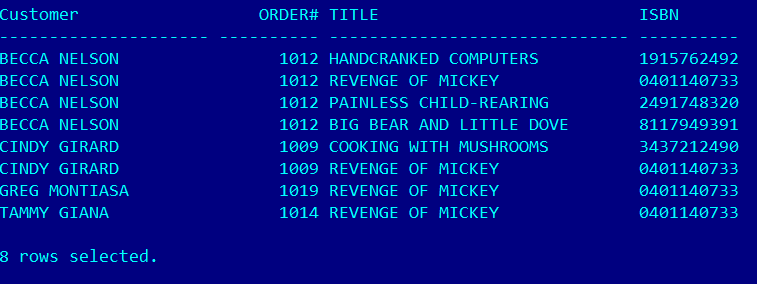 Customer                  ORDER# TITLE                          ISBN
--------------------- ---------- ------------------------------ ----------
BECCA NELSON                1012 HANDCRANKED COMPUTERS          1915762492
BECCA NELSON                1012 REVENGE OF MICKEY              0401140733
BECCA NELSON                1012 PAINLESS CHILD-REARING         2491748320
BECCA NELSON                1012 BIG BEAR AND LITTLE DOVE       8117949391
CINDY GIRARD                1009 COOKING WITH MUSHROOMS         3437212490
CINDY GIRARD                1009 REVENGE OF MICKEY              0401140733
GREG MONTIASA               1019 REVENGE OF MICKEY              0401140733
TAMMY GIANA                 1014 REVENGE OF MICKEY              0401140733
8 rows selected.